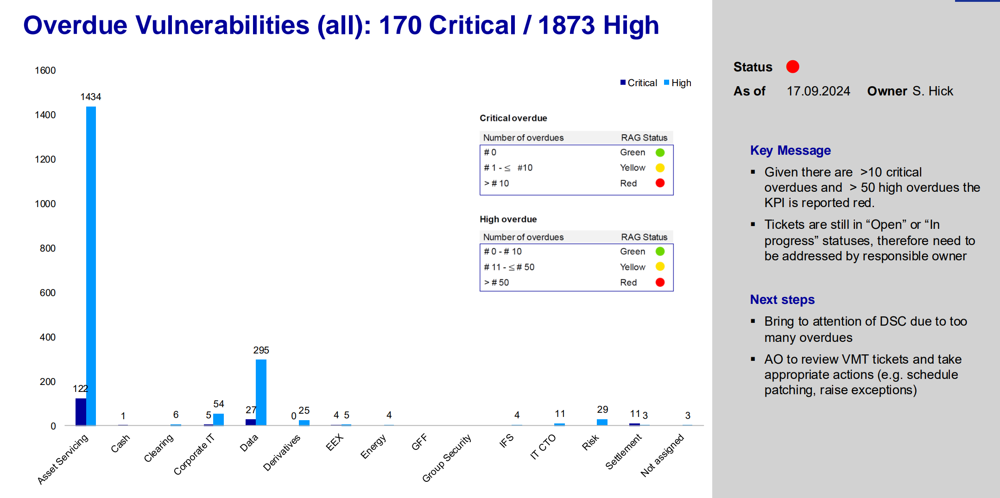 Overdue Vulnerabilities (all): 170 Critical / 1873 High
1600
1400
1200
1000
800
600
400
200
0
Critical High
1434
122
1
6
5
54
27
295
0
25
4
5
4
4
11
29
11
3
3
Asset Servicing
Cash
Clearing
Corporate IT
Data
Derivatives
EEX
Energy
GFF
Group Security
IFS
IT CTO
Risk
Settlement
Not assigned
Critical overdue
Number of overdues RAG Status
# 0 Green
# 1 - ≤ #10 Yellow
> # 10 Red
High overdue
Number of overdues RAG Status
# 0 - # 10 Green
# 11 - ≤ # 50 Yellow
> # 50 Red
Status
As of 17.09.2024 Owner S. Hick
Key Message
▪ Given there are >10 critical
overdues and > 50 high overdues the
KPI is reported red.
▪ Tickets are still in “Open” or “In
progress” statuses, therefore need to
be addressed by responsible owner
Next steps
▪ Bring to attention of DSC due to too
many overdues
▪ AO to review VMT tickets and take
appropriate actions (e.g. schedule
patching, raise exceptions)